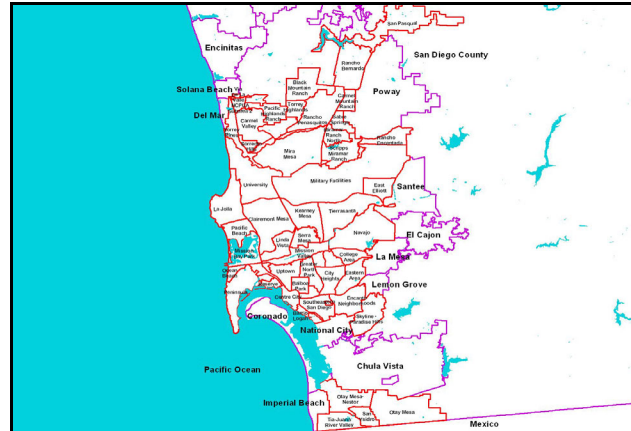 San Pasqual
Encinitas
San Diego County
Rancho
Bernardo
Black
Mountain
Ranch
Solana Beach
Poway
Carmel
Mountain
Ranch
Pacific
Highlands
Ranch
Torrey
Highlands
Del Mar
Carmel
Valley
Rancho
Penasquitos
Sabre
Springs
Miramar
Ranch
North
Rancho
Encantada
Scripps
Miramar
Ranch
Mira
Mesa
University
Military Facilities
East
Elliott
Santee
La Jolla
Clairemont Mesa
Kearney
Mesa
Tierrasanta
Pacific
Beach
Navajo
El Cajon
Linda
Vista
Serra
Mesa
Mission
Valley
College
Area
La Mesa
Ocean
Beach
Uptown
Greater
North
Park
City
Heights
Eastern
Area
Peninsula
Balboa
Park
Lemon Grove
Centre City
Southeastern
San Diego
Encanto
Neighborhoods
Coronado
Skyline -
Paradise Hills
National City
Pacific Ocean
Chula Vista
Imperial Beach
Otay Mesa-
Nestor
San
Ysidro
Otay Mesa
Tia Juana
River Valley
Mexico